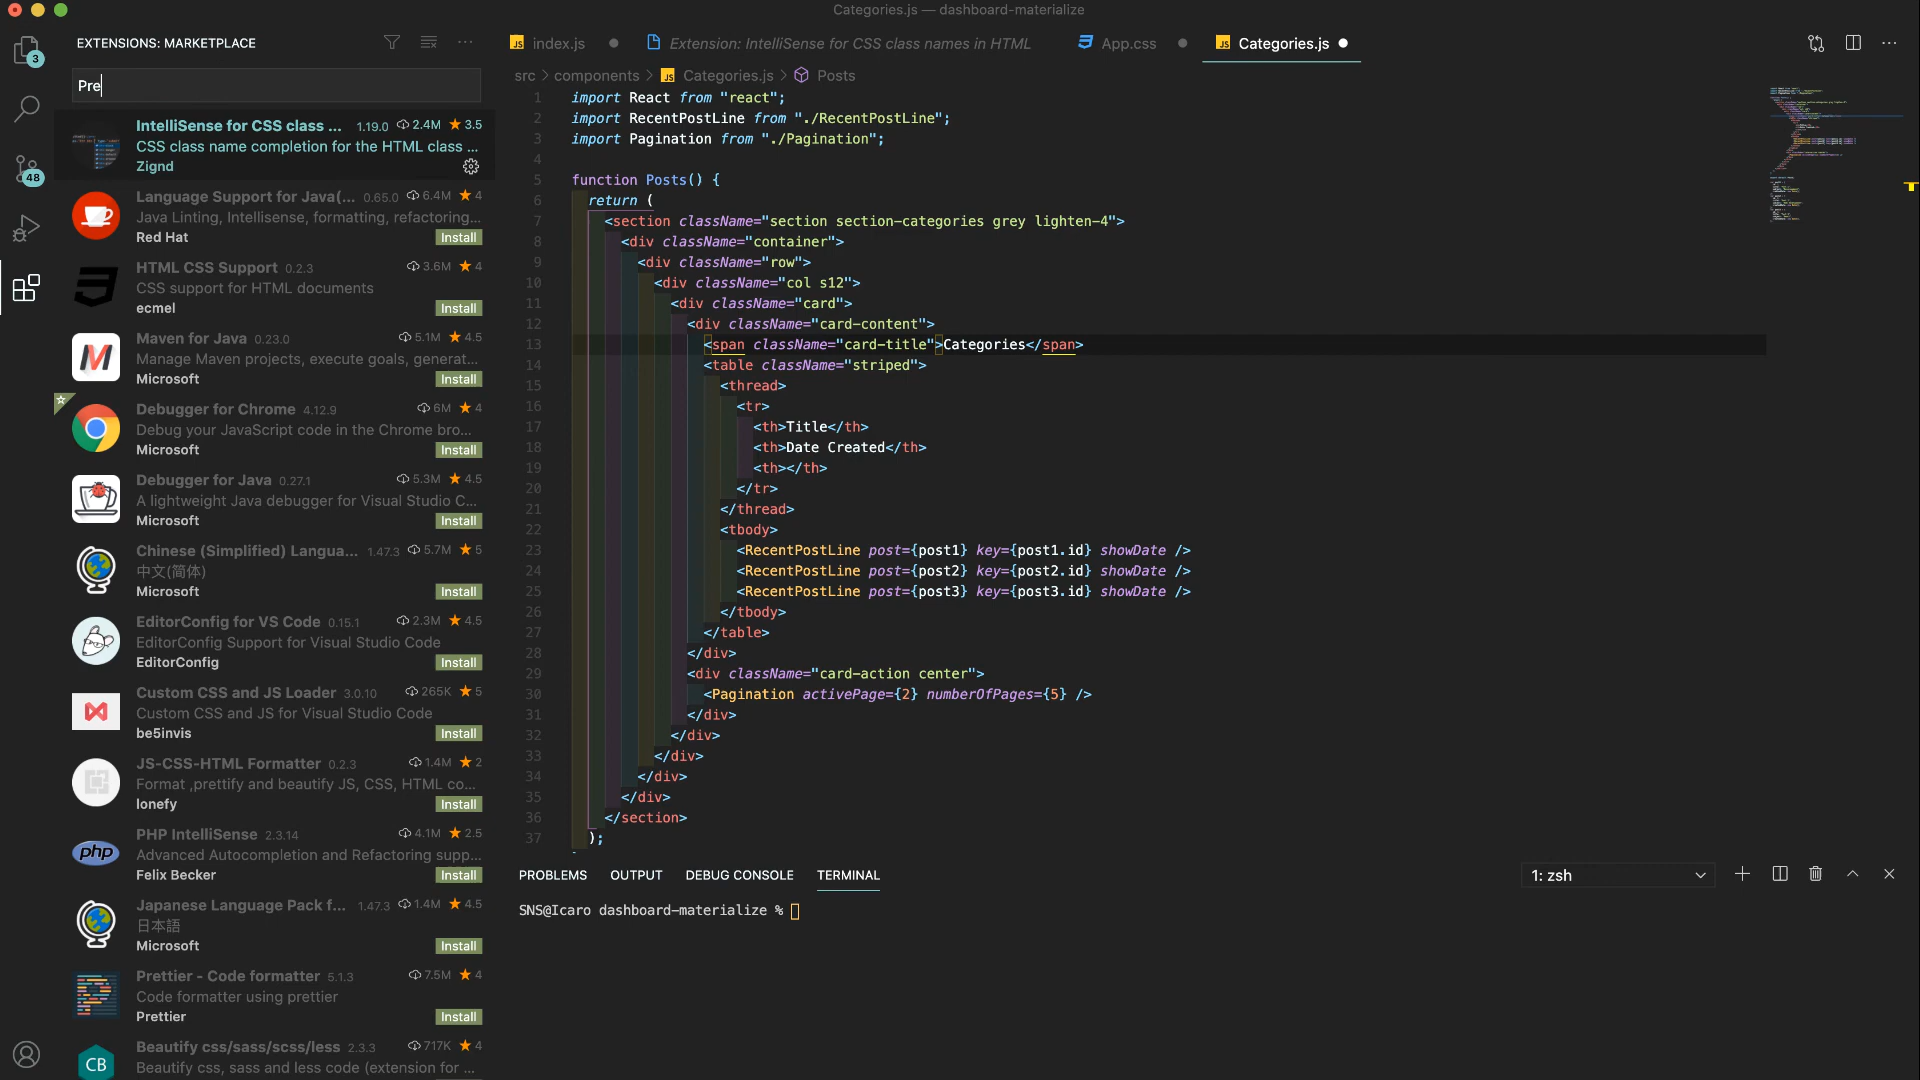 Categories.js — dashboard-materialize
EXTENSIONS: MARKETPLACE
Pre
3
48
IntelliSense for CSS class ... 1.19.0 2.4M 3.5
CSS class name completion for the HTML class ...
Zignd
Language Support for Java(... 0.65.0 6.4M 4
Java Linting, Intellisense, formatting, refactoring...
Red Hat Install
HTML CSS Support 0.2.3 3.6M 4
CSS support for HTML documents
ecmel Install
Maven for Java 0.23.0 5.1M 4.5
Manage Maven projects, execute goals, generat...
Microsoft Install
Debugger for Chrome 4.12.9 6M 4
Debug your JavaScript code in the Chrome bro...
Microsoft Install
Debugger for Java 0.27.1 5.3M 4.5
A lightweight Java debugger for Visual Studio C...
Microsoft Install
Chinese (Simplified) Langua... 1.47.3 5.7M 5
中文(简体)
Microsoft Install
EditorConfig for VS Code 0.15.1 2.3M 4.5
EditorConfig Support for Visual Studio Code
EditorConfig Install
Custom CSS and JS Loader 3.0.10 265K 5
Custom CSS and JS for Visual Studio Code
be5invis Install
JS-CSS-HTML Formatter 0.2.3 1.4M 2
Format ,prettify and beautify JS, CSS, HTML co...
lonefy Install
php
PHP IntelliSense 2.3.14 4.1M 2.5
Advanced Autocompletion and Refactoring supp...
Felix Becker Install
Japanese Language Pack f... 1.47.3 1.4M 4.5
日本語
Microsoft Install
Prettier - Code formatter 5.1.3 7.5M 4
Code formatter using prettier
Prettier Install
CB
Beautify css/sass/scss/less 2.3.3 717K 4
Beautify css, sass and less code (extension for ...
JS index.js
Extension: IntelliSense for CSS class names in HTML
App.css
JS Categories.js
src > components > JS Categories.js > Posts
1 import React from "react";
2 import RecentPostLine from "./RecentPostLine";
3 import Pagination from "./Pagination";
4
5 function Posts() {
6 return (
7 <section className="section section-categories grey lighten-4">
8 <div className="container">
9 <div className="row">
10 <div className="col s12">
11 <div className="card">
12 <div className="card-content">
13 <span className="card-title">Categories</span>
14 <table className="striped">
15 <thread>
16 <tr>
17 <th>Title</th>
18 <th>Date Created</th>
19 <th></th>
20 </tr>
21 </thread>
22 <tbody>
23 <RecentPostLine post={post1} key={post1.id} showDate />
24 <RecentPostLine post={post2} key={post2.id} showDate />
25 <RecentPostLine post={post3} key={post3.id} showDate />
26 </tbody>
27 </table>
28 </div>
29 <div className="card-action center">
30 <Pagination activePage={2} numberOfPages={5} />
31 </div>
32 </div>
33 </div>
34 </div>
35 </div>
36 </section>
37 );
PROBLEMS OUTPUT DEBUG CONSOLE TERMINAL
1: zsh
SNS@Icaro dashboard-materialize %